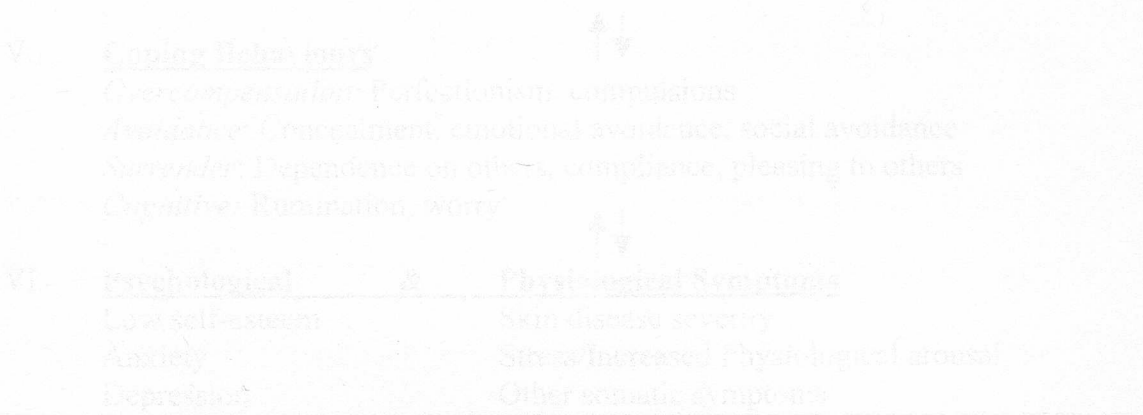 V. Coping Behaviours
Overcompensation: Perfectionism, compulsions
Avoidance: Concealment, emotional avoidance, social avoidance
Surrender: Dependence on others, compliance, pleasing to others
Cognitive: Rumination, worry
VI. Psychological & Physiological Symptoms
Low self-esteem Skin disease severity
Anxiety Stress/Increased Physiological arousal
Depression Other somatic symptoms